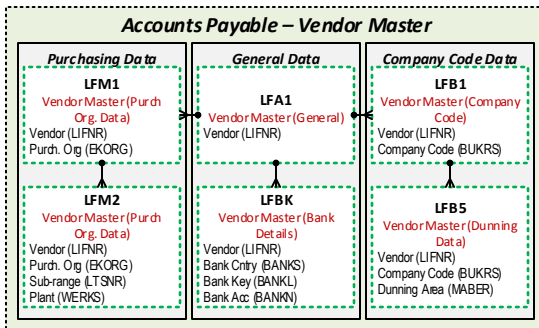 Accounts Payable – Vendor Master
Purchasing Data
LFM1
Vendor Master (Purch
Org. Data)
Vendor (LIFNR)
Purch. Org (EKORG)
LFM2
Vendor Master (Purch
Org. Data)
Vendor (LIFNR)
Purch. Org (EKORG)
Sub-range (LTSNR)
Plant (WERKS)
General Data
LFA1
Vendor Master (General)
Vendor (LIFNR)
LFBK
Vendor Master (Bank
Details)
Vendor (LIFNR)
Bank Cntry (BANKS)
Bank Key (BANKL)
Bank Acc (BANKN)
Company Code Data
LFB1
Vendor Master (Company
Code)
Vendor (LIFNR)
Company Code (BUKRS)
LFB5
Vendor Master (Dunning
Data)
Vendor (LIFNR)
Company Code (BUKRS)
Dunning Area (MABER)